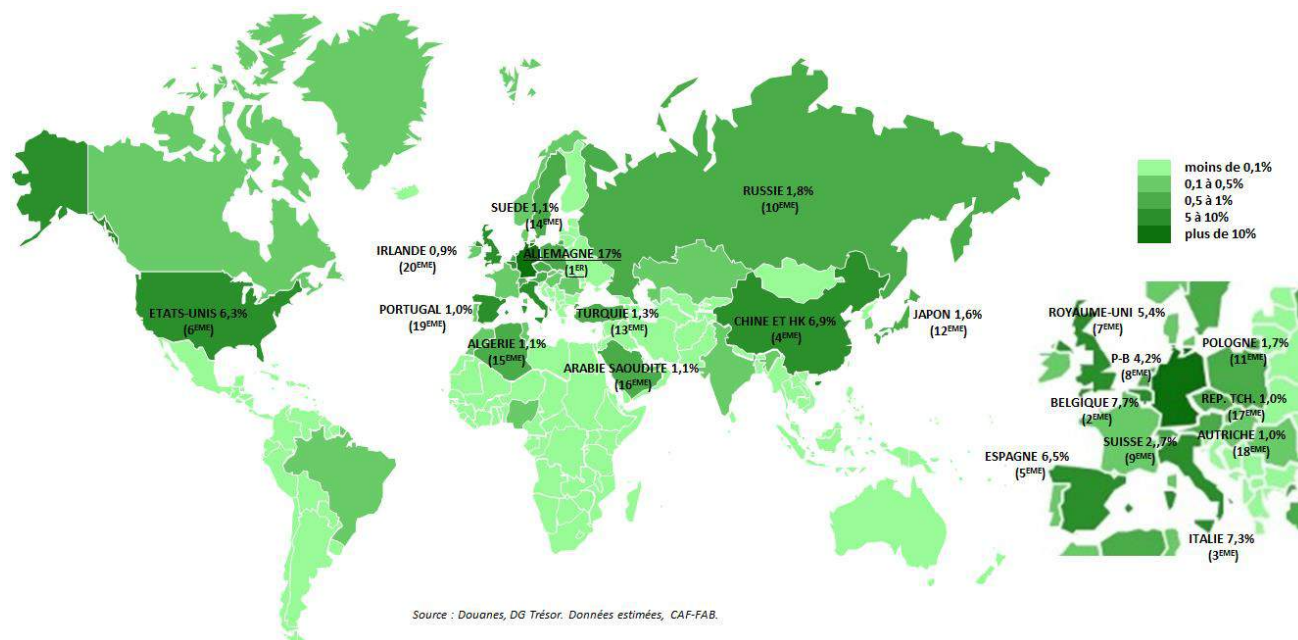 RUSSIE 1,8%
(10EME)
SUEDE 1,1%
(14EME)
IRLANDE 0,9%
(20EME)
ALLEMAGNE 17%
(1ER)
ETATS-UNIS 6,3%
(6EME)
PORTUGAL 1,0%
(19EME)
TURQUIE 1,3%
(13EME)
CHINE ET HK 6,9%
(4EME)
JAPON 1,6%
(12EME)
ALGERIE 1,1%
(15EME)
ARABIE SAOUDITE 1,1%
(16EME)
moins de 0,1%
0,1 à 0,5%
0,5 à 1%
5 à 10%
plus de 10%
ROYAUME-UNI 5,4%
(7EME)
POLOGNE 1,7%
(11EME)
P-B 4,2%
(8EME)
BELGIQUE 7,7%
(2EME)
REP. TCH. 1,0%
(17EME)
SUISSE 2,,7%
(9EME)
AUTRICHE 1,0%
(18EME)
ESPAGNE 6,5%
(5EME)
ITALIE 7,3%
(3EME)
Source : Douanes, DG Trésor. Données estimées, CAF-FAB.